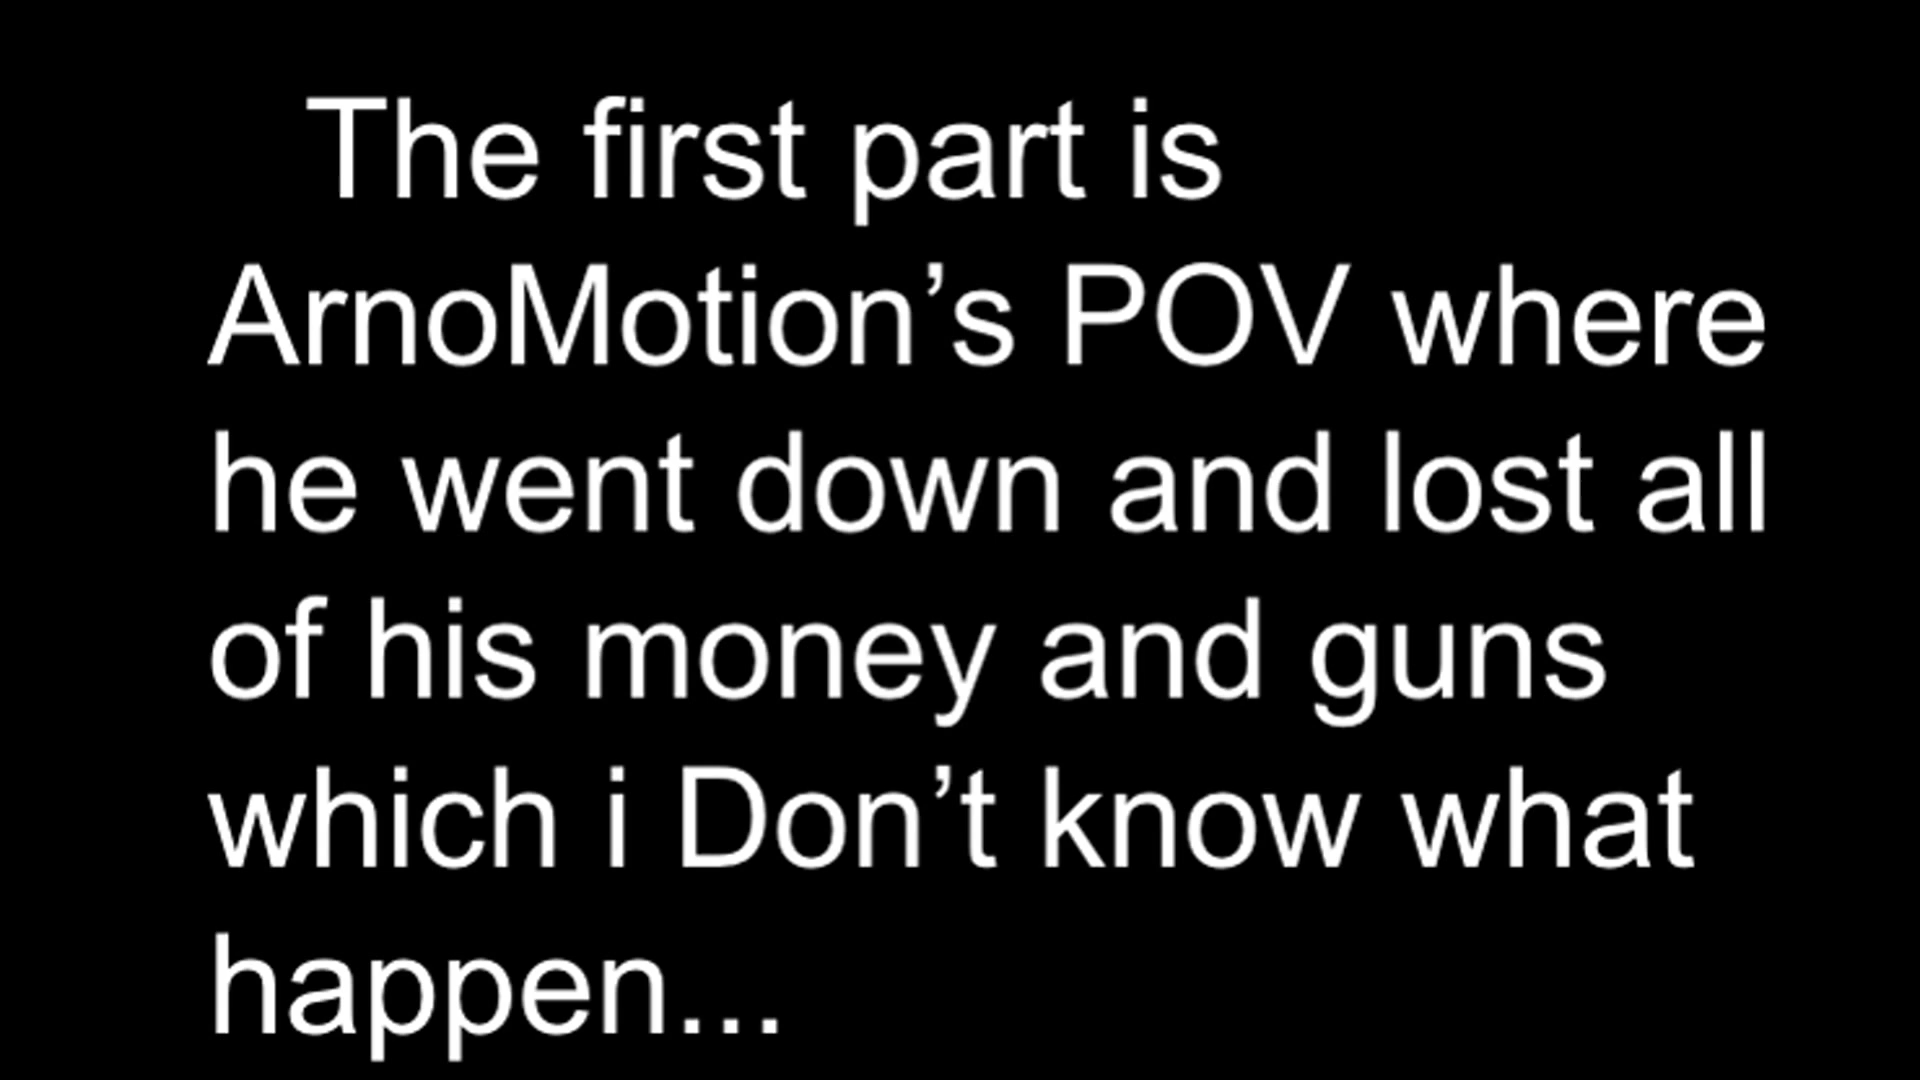 The first part is
ArnoMotion’s POV where
he went down and lost all
of his money and guns
which i Don’t know what
happen...